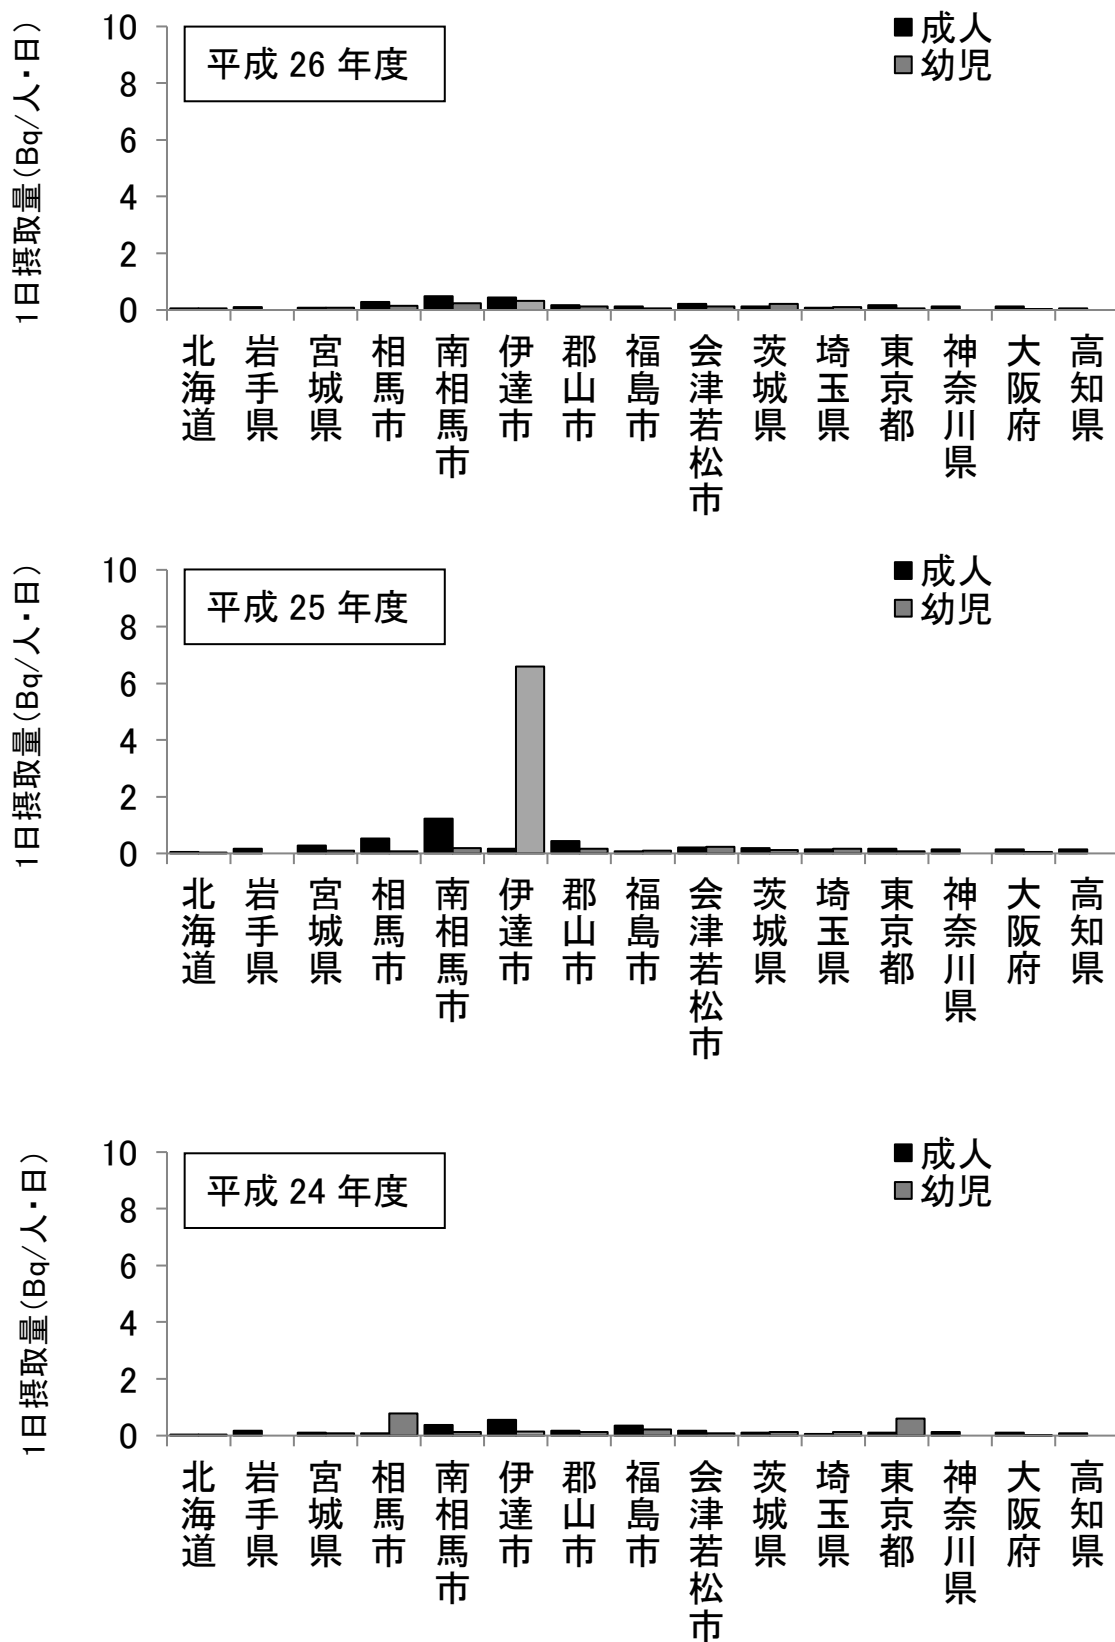 1日摂取量(Bq/人・日)
平成 26 年度
■成人
■幼児
10
8
6
4
2
0
北海道
岩手県
宮城県
相馬市
南相馬市
伊達市
郡山市
福島市
会津若松市
茨城県
埼玉県
東京都
神奈川県
大阪府
高知県
1日摂取量(Bq/人・日)
平成 25 年度
■成人
■幼児
10
8
6
4
2
0
北海道
岩手県
宮城県
相馬市
南相馬市
伊達市
郡山市
福島市
会津若松市
茨城県
埼玉県
東京都
神奈川県
大阪府
高知県
1日摂取量(Bq/人・日)
平成 24 年度
■成人
■幼児
10
8
6
4
2
0
北海道
岩手県
宮城県
相馬市
南相馬市
伊達市
郡山市
福島市
会津若松市
茨城県
埼玉県
東京都
神奈川県
大阪府
高知県